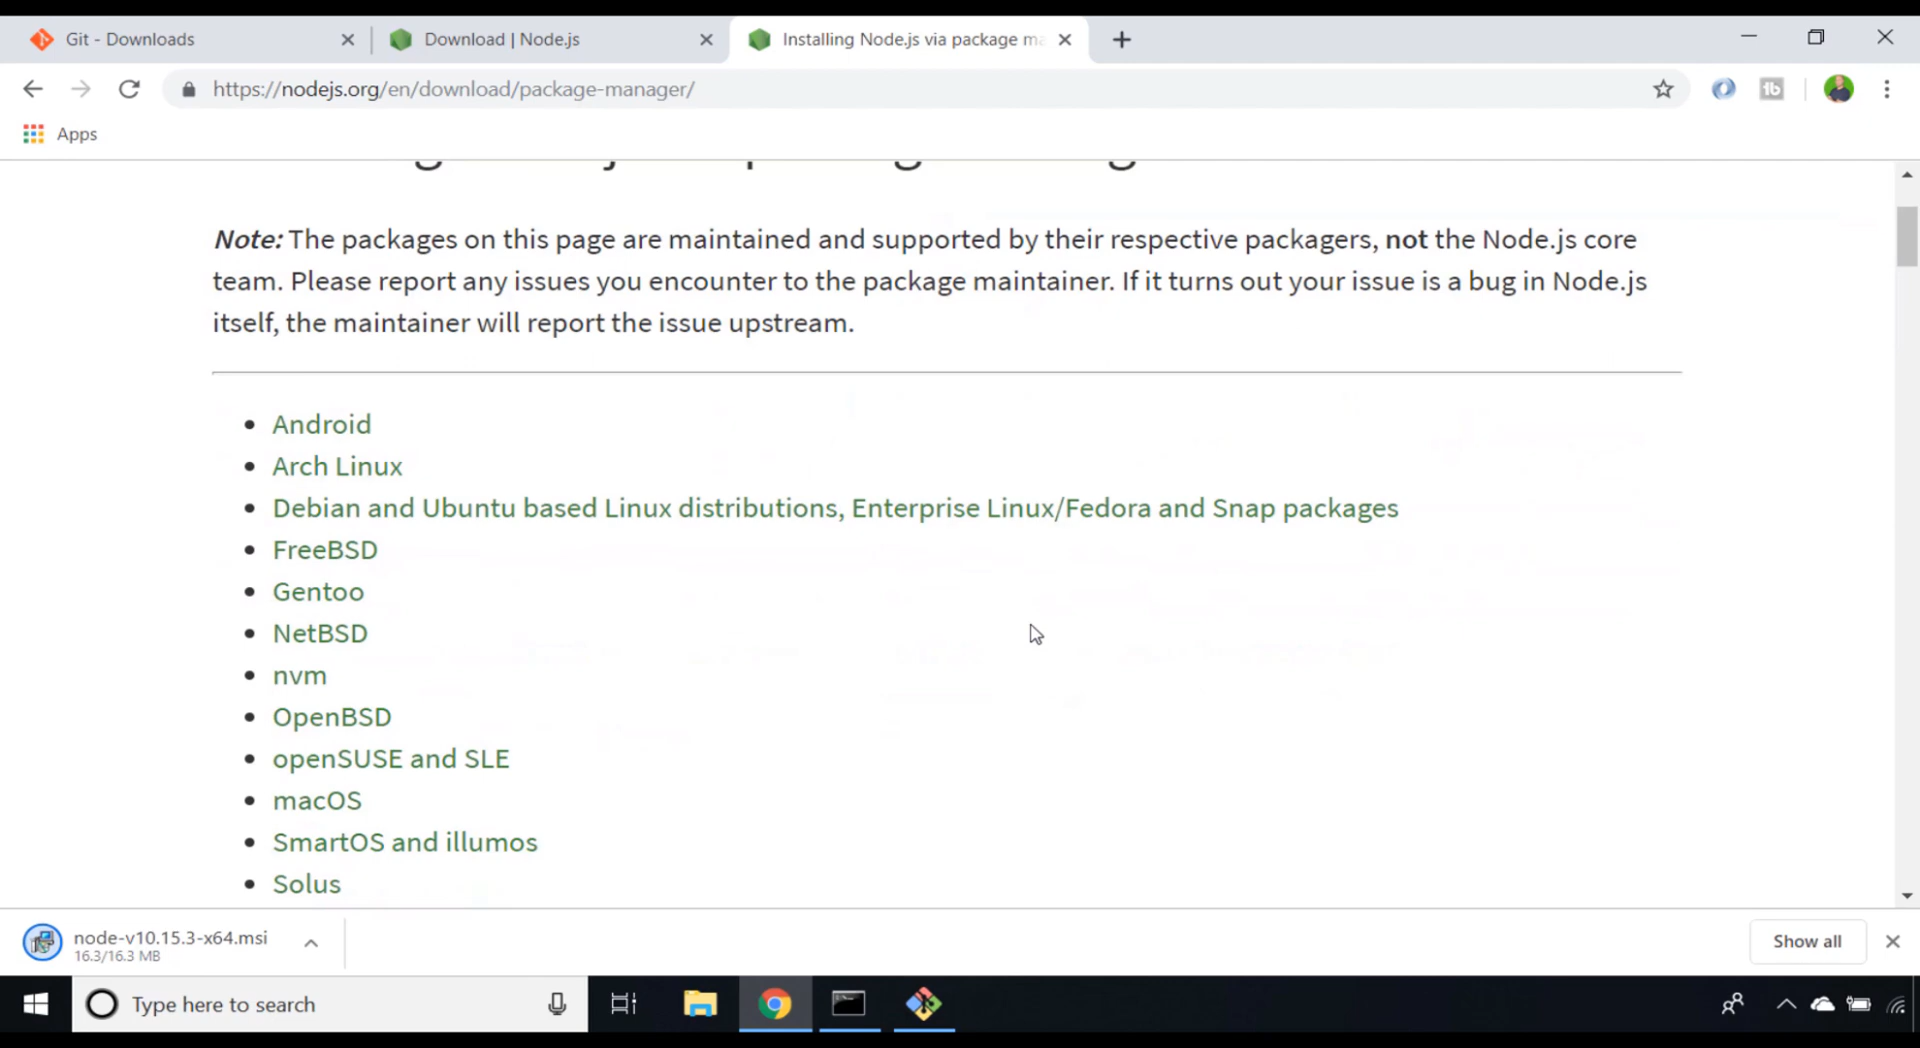 Git - Downloads
Download | Node.js
Installing Node.js via package ma
https://nodejs.org/en/download/package-manager/
Apps
Note: The packages on this page are maintained and supported by their respective packagers, not the Node.js core
team. Please report any issues you encounter to the package maintainer. If it turns out your issue is a bug in Node.js
itself, the maintainer will report the issue upstream.
• Android
• Arch Linux
• Debian and Ubuntu based Linux distributions, Enterprise Linux/Fedora and Snap packages
• FreeBSD
• Gentoo
• NetBSD
• nvm
• OpenBSD
• openSUSE and SLE
• macOS
• SmartOS and illumos
• Solus
node-v10.15.3-x64.msi
16.3/16.3 MB
Show all
Type here to search